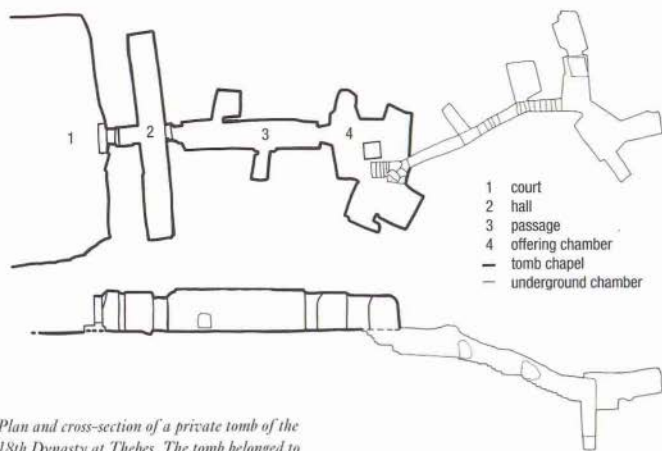 1
2
3
4
1 court
2 hall
3 passage
4 offering chamber
— tomb chapel
— underground chamber
Plan and cross-section of a private tomb of the
18th Dynasty at Thebes. The tomb belonged to